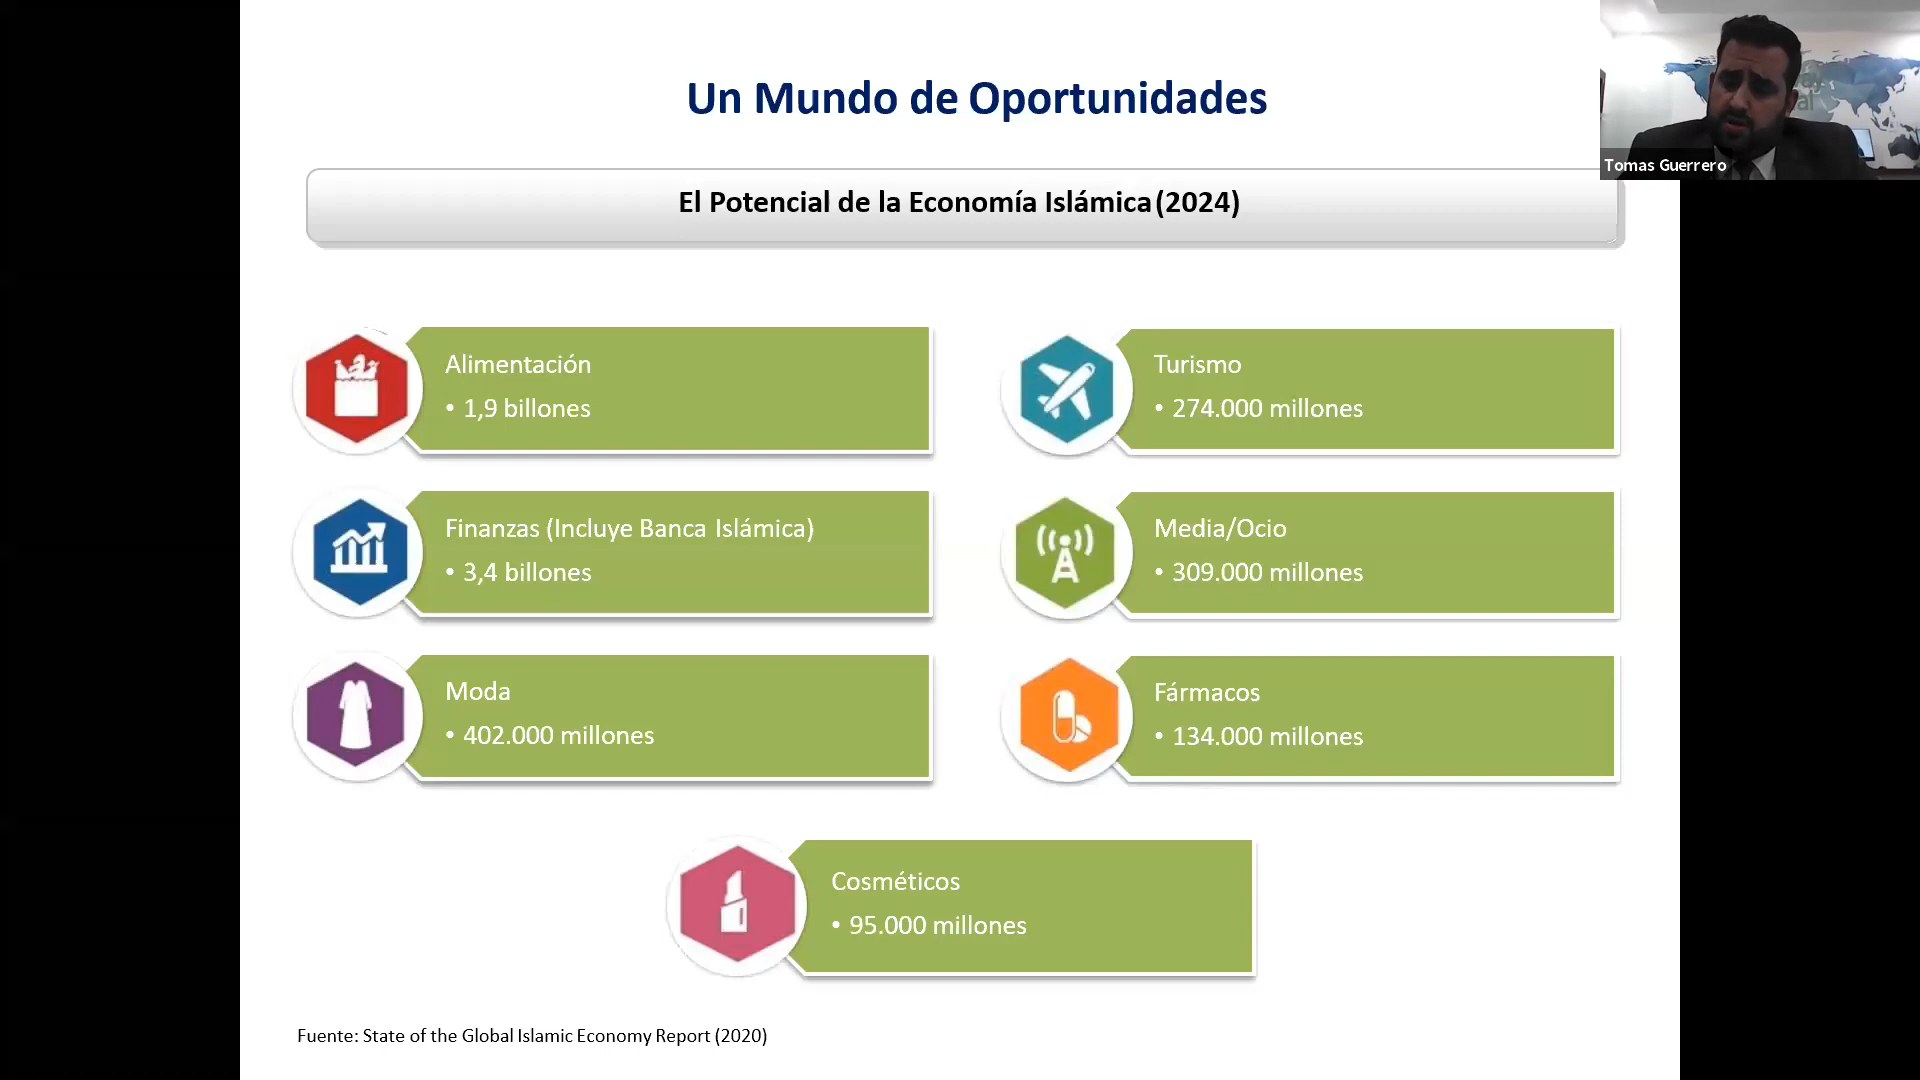 Un Mundo de Oportunidades
Tomas Guerrero
El Potencial de la Economía Islámica (2024)
Alimentación
• 1,9 billones
Turismo
• 274.000 millones
Finanzas (Incluye Banca Islámica)
• 3,4 billones
Media/Ocio
• 309.000 millones
Moda
• 402.000 millones
Fármacos
• 134.000 millones
Cosméticos
• 95.000 millones
Fuente: State of the Global Islamic Economy Report (2020)